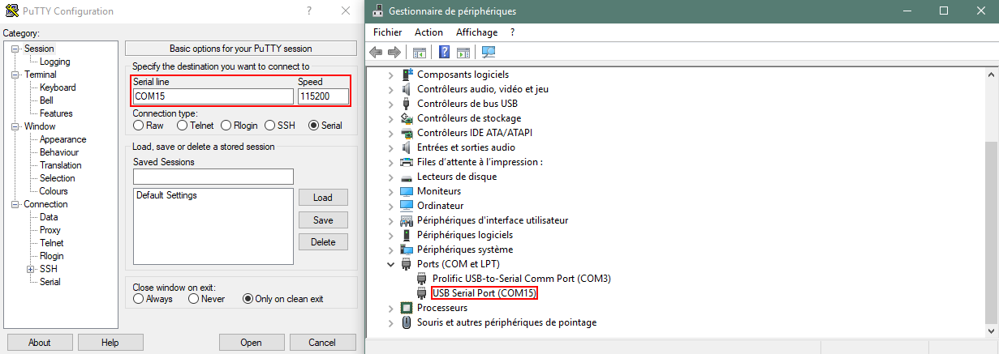 PuTTY Configuration
?
Category:
Session
Logging
Terminal
Keyboard
Bell
Features
Window
Appearance
Behaviour
Translation
Selection
Colours
Connection
Data
Proxy
Telnet
Rlogin
SSH
Serial
Basic options for your PuTTY session
Specify the destination you want to connect to
Serial line Speed
COM15 115200
Connection type:
Raw Telnet Rlogin SSH Serial
Load, save or delete a stored session
Saved Sessions
Default Settings
Load
Save
Delete
Close window on exit:
Always Never Only on clean exit
About Help Open Cancel
Gestionnaire de périphériques
Fichier Action Affichage ?
Composants logiciels
Contrôleurs audio, vidéo et jeu
Contrôleurs de bus USB
Contrôleurs de stockage
Contrôleurs IDE ATA/ATAPI
Entrées et sorties audio
Files d'attente à l'impression :
Lecteurs de disque
Moniteurs
Ordinateur
Périphériques d'interface utilisateur
Périphériques logiciels
Périphériques système
Ports (COM et LPT)
Prolific USB-to-Serial Comm Port (COM3)
USB Serial Port (COM15)
Processeurs
Souris et autres périphériques de pointage